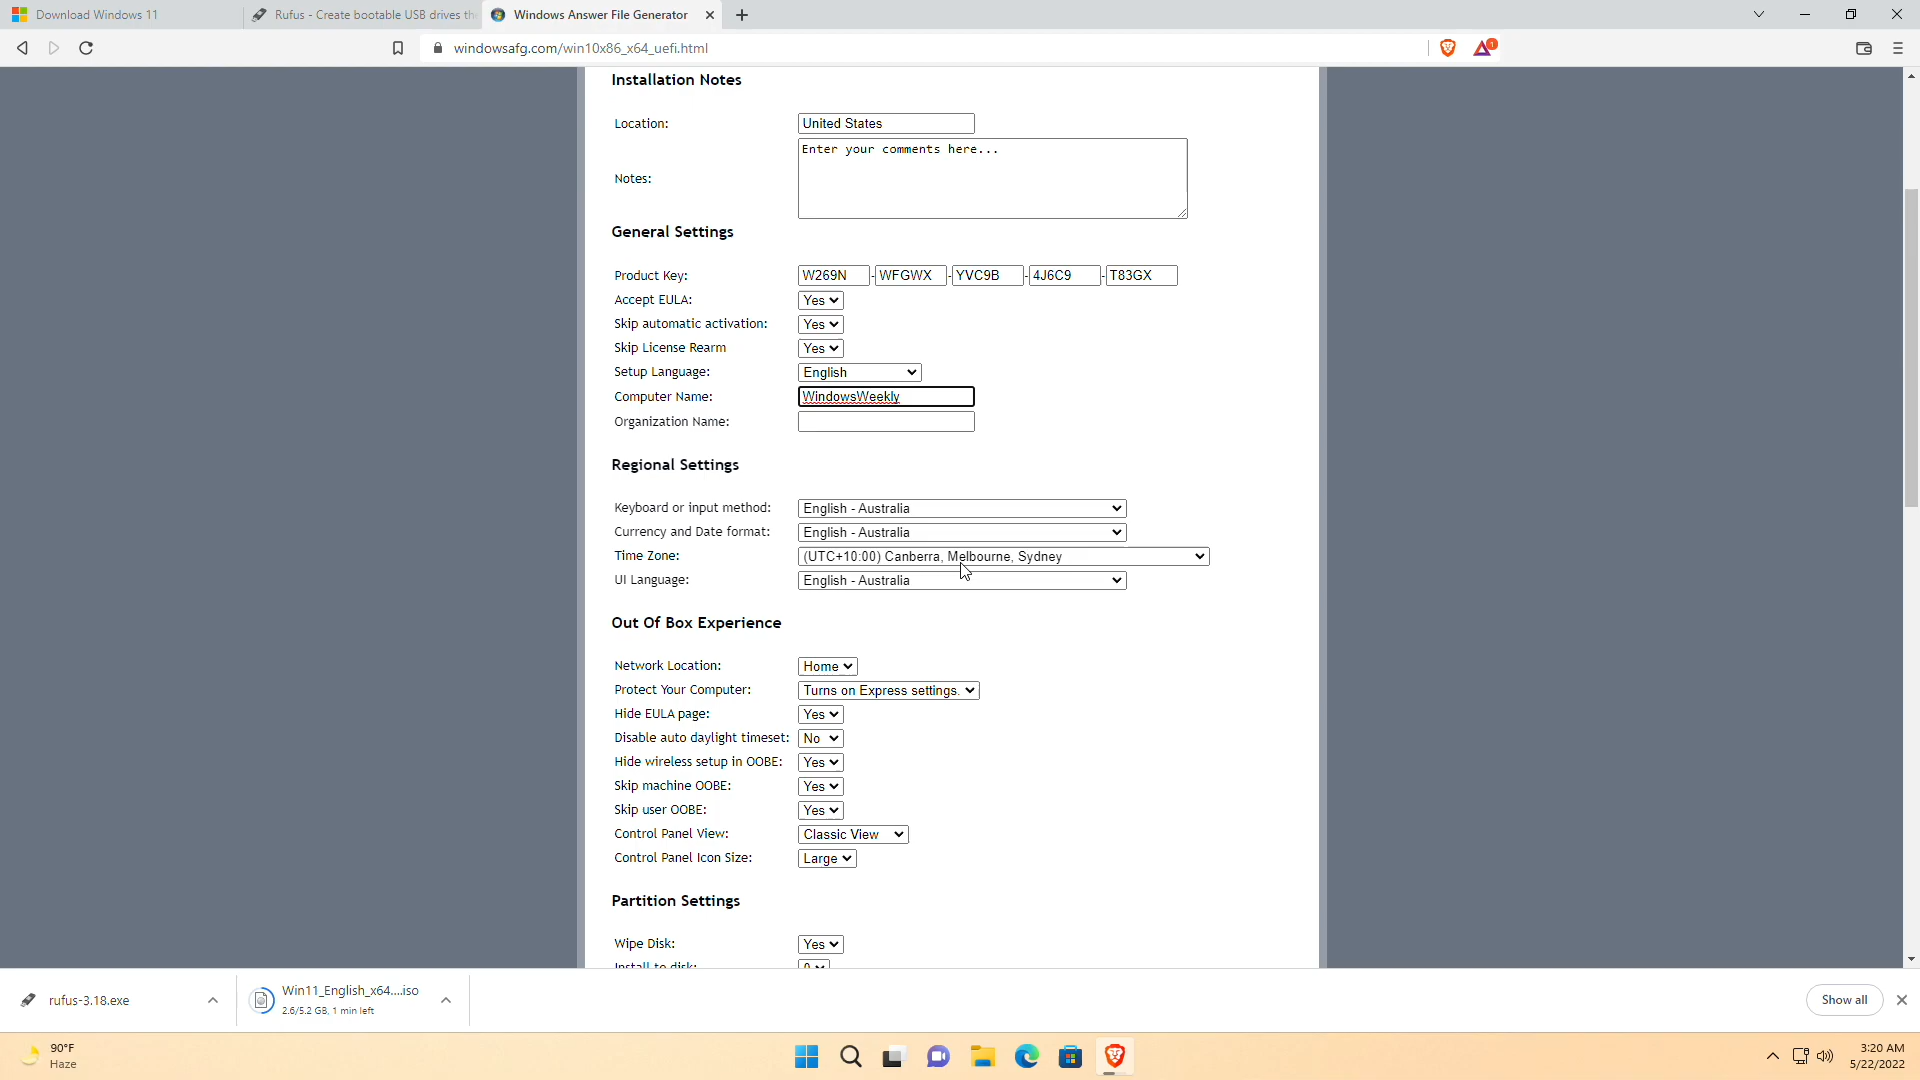 Download Windows 11
Rufus - Create bootable USB drives th
Windows Answer File Generator
windowsafg.com/win10x86_x64_uefi.html
1
Installation Notes
Location: United States
Enter your comments here...
Notes:
General Settings
Product Key: W269N - WFGWX - YVC9B - 4J6C9 - T83GX
Accept EULA: Yes
Skip automatic activation: Yes
Skip License Rearm Yes
Setup Language: English
Computer Name: WindowsWeekly
Organization Name:
Regional Settings
Keyboard or input method: English - Australia
Currency and Date format: English - Australia
Time Zone: (UTC+10:00) Canberra, Melbourne, Sydney
UI Language: English - Australia
Out Of Box Experience
Network Location: Home
Protect Your Computer: Turns on Express settings.
Hide EULA page: Yes
Disable auto daylight timeset: No
Hide wireless setup in OOBE: Yes
Skip machine OOBE: Yes
Skip user OOBE: Yes
Control Panel View: Classic View
Control Panel Icon Size: Large
Partition Settings
Wipe Disk: Yes
Install to disk: 0
rufus-3.18.exe
Win11_English_x64....iso
2.6/5.2 GB, 1 min left
Show all
90°F
Haze
3:20 AM
5/22/2022